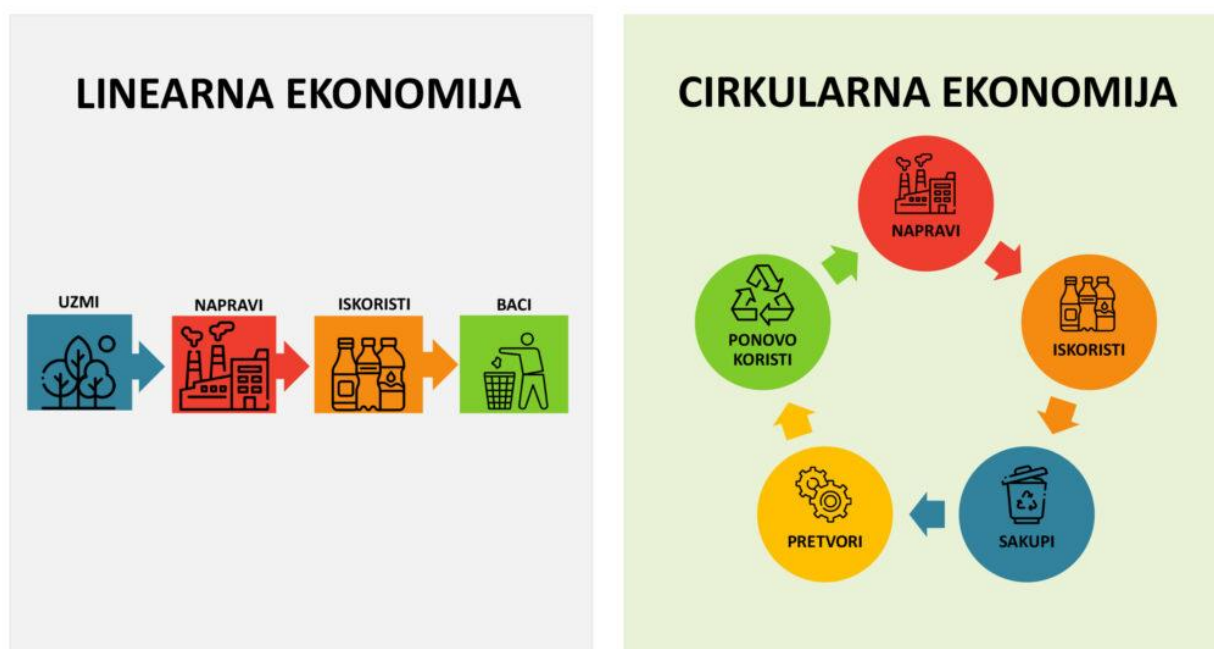 LINEARNA EKONOMIJA
UZMI
NAPRAVI
ISKORISTI
BACI
CIRKULARNA EKONOMIJA
NAPRAVI
ISKORISTI
SAKUPI
PRETVORI
PONOVO
KORISTI